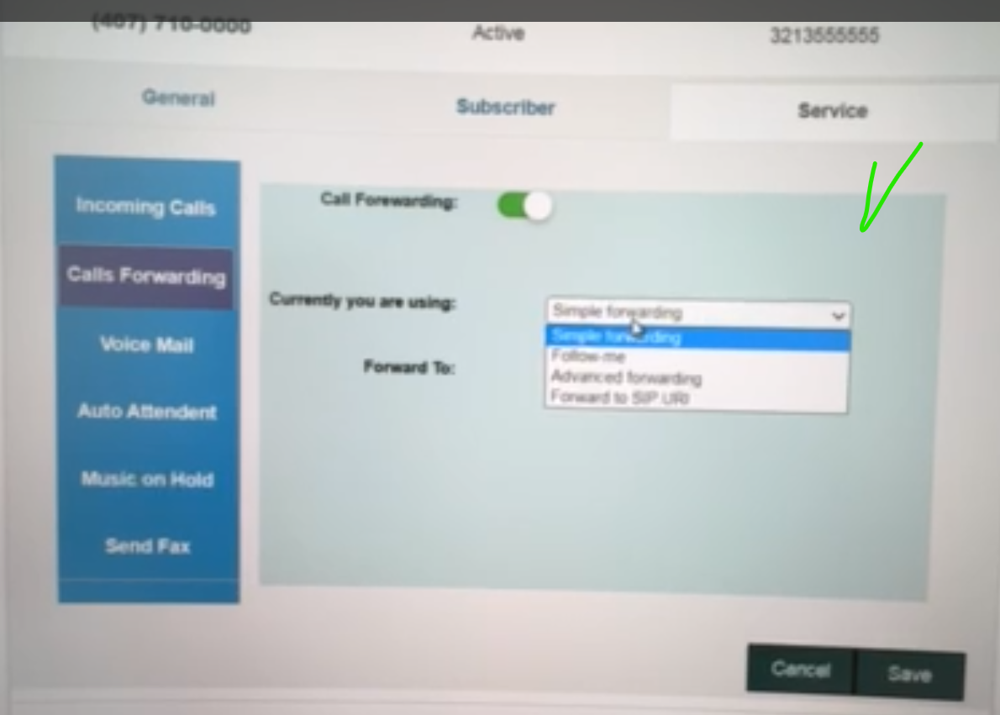 (407) 710-0000 Active 3213555555
General Subscriber Service
Incoming Calls
Calls Forwarding
Voice Mail
Auto Attendent
Music on Hold
Send Fax
Call Forewarding:
Currently you are using: Simple forwarding
Simple forwarding
Follow-me
Advanced forwarding
Forward to SIP URI
Forward To:
Cancel Save